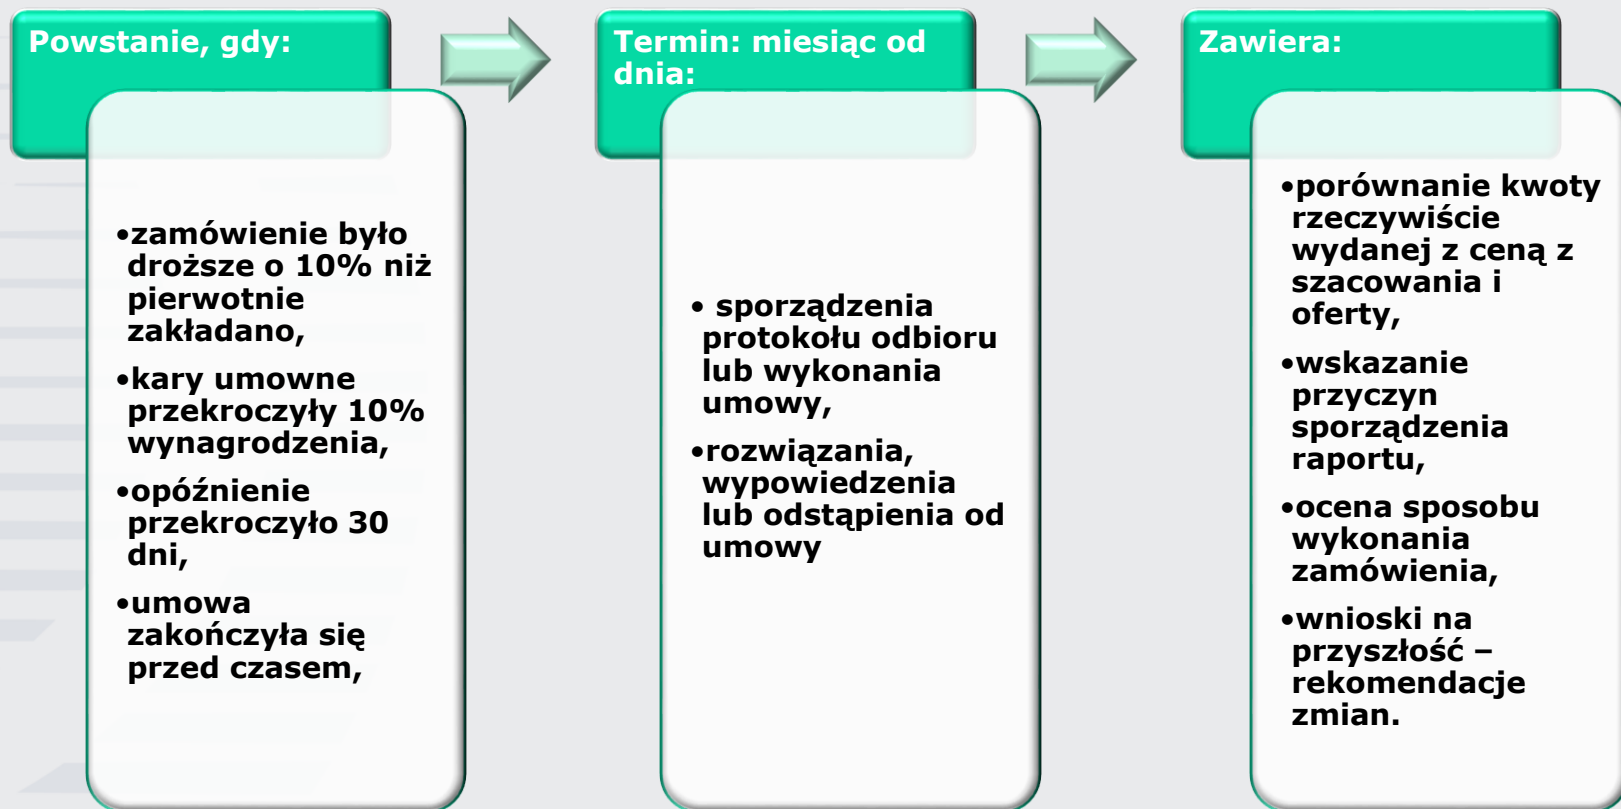 Powstanie, gdy:
•zamówienie było
droższe o 10% niż
pierwotnie
zakładano,
•kary umowne
przekroczyły 10%
wynagrodzenia,
•opóźnienie
przekroczyło 30
dni,
•umowa
zakończyła się
przed czasem,
Termin: miesiąc od
dnia:
• sporządzenia
protokołu odbioru
lub wykonania
umowy,
•rozwiązania,
wypowiedzenia
lub odstąpienia od
umowy
Zawiera:
•porównanie kwoty
rzeczywiście
wydanej z ceną z
szacowania i
oferty,
•wskazanie
przyczyn
sporządzenia
raportu,
•ocena sposobu
wykonania
zamówienia,
•wnioski na
przyszłość –
rekomendacje
zmian.